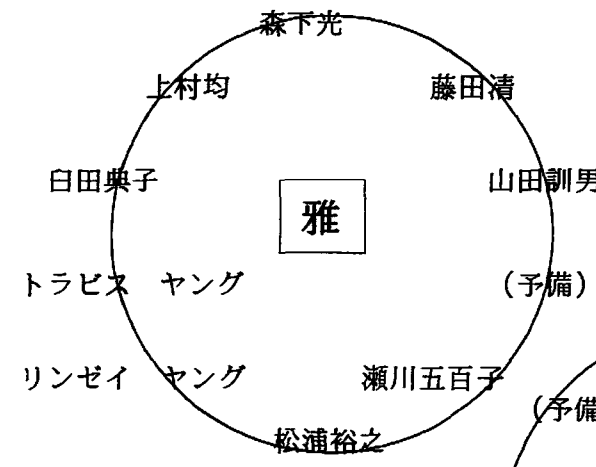 森下光
上村均
藤田清
臼田典子
山田訓男
雅
トラビス　ヤング
(予備)
リンゼイ　ヤング
瀬川五百子
(予備
松浦裕之